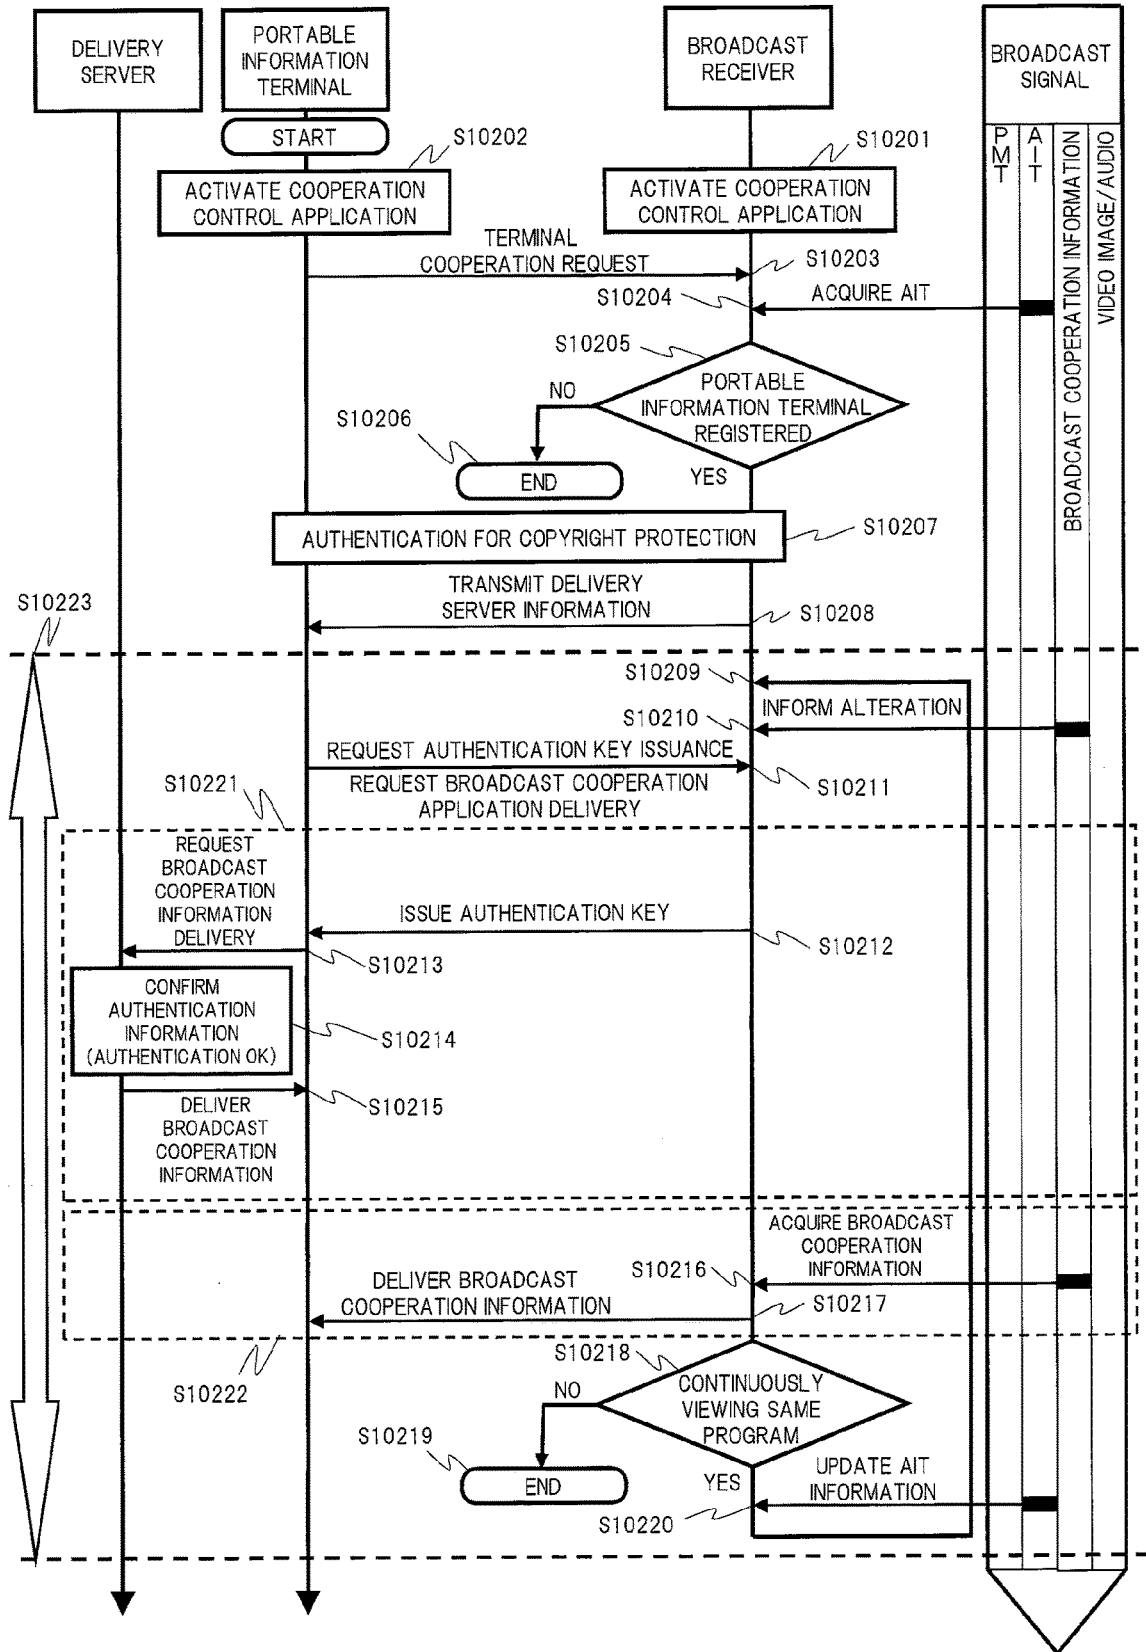 DELIVERY
SERVER
PORTABLE
INFORMATION
TERMINAL
BROADCAST
RECEIVER
BROADCAST
SIGNAL
PMT
AIT
BROADCAST COOPERATION INFORMATION
VIDEO IMAGE/AUDIO
START
S10202
S10201
ACTIVATE COOPERATION
CONTROL APPLICATION
ACTIVATE COOPERATION
CONTROL APPLICATION
TERMINAL
COOPERATION REQUEST
S10203
S10204
ACQUIRE AIT
S10205
NO
PORTABLE
INFORMATION TERMINAL
REGISTERED
S10206
END
YES
AUTHENTICATION FOR COPYRIGHT PROTECTION
S10207
TRANSMIT DELIVERY
SERVER INFORMATION
S10208
S10223
S10209
INFORM ALTERATION
S10210
REQUEST AUTHENTICATION KEY ISSUANCE
S10211
REQUEST BROADCAST COOPERATION
APPLICATION DELIVERY
S10221
REQUEST
BROADCAST
COOPERATION
INFORMATION
DELIVERY
ISSUE AUTHENTICATION KEY
S10212
S10213
CONFIRM
AUTHENTICATION
INFORMATION
(AUTHENTICATION OK)
S10214
S10215
DELIVER
BROADCAST
COOPERATION
INFORMATION
ACQUIRE BROADCAST
COOPERATION
INFORMATION
S10216
DELIVER BROADCAST
COOPERATION INFORMATION
S10217
S10222
S10218
NO
CONTINUOUSLY
VIEWING SAME
PROGRAM
S10219
END
YES
UPDATE AIT
INFORMATION
S10220